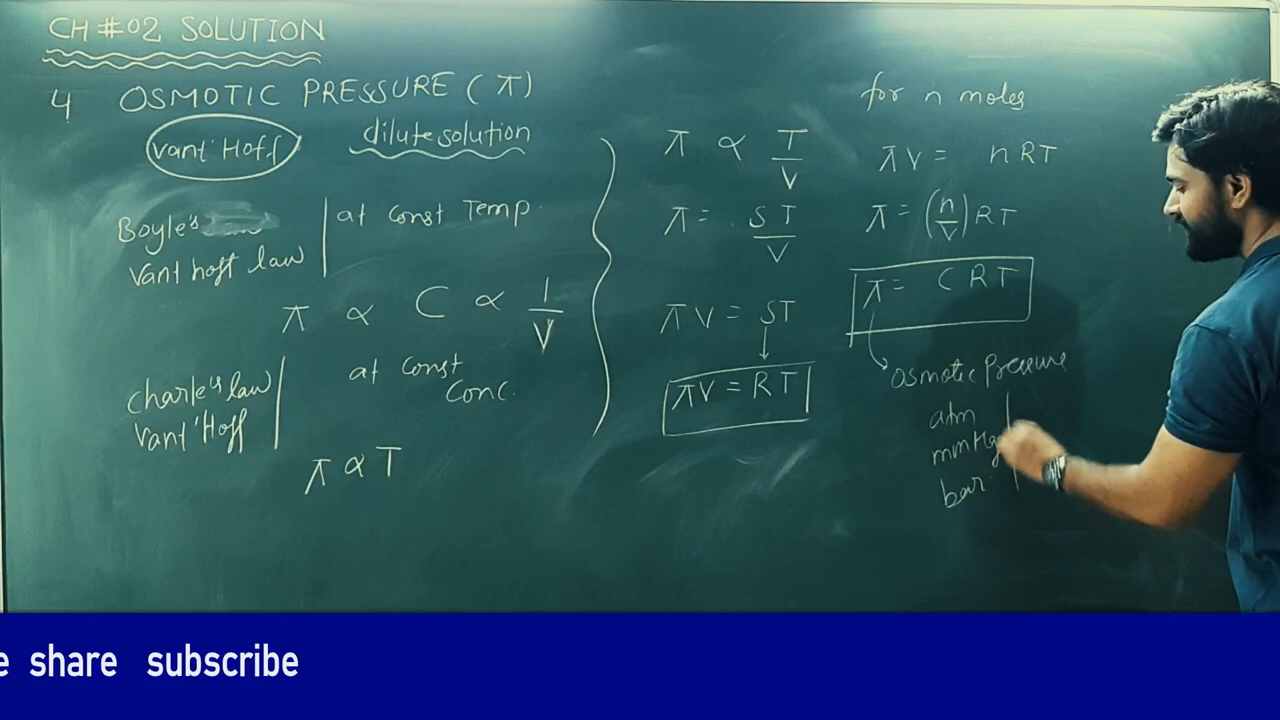 CH #02 SOLUTION
4 OSMOTIC PRESSURE (π)
Vant' Hoff dilute solution
Boyle's
Vant hoff law
at Const Temp.
π ∝ C ∝ 1/V
Charle's law
Vant 'Hoff
at Const
Conc.
π ∝ T
π ∝ T/V
π = ST/V
πV = ST
πV = RT
for n moles
πV = nRT
π = (n/V) RT
π = CRT
Osmotic Pressure
atm
mmHg
bar
share subscribe